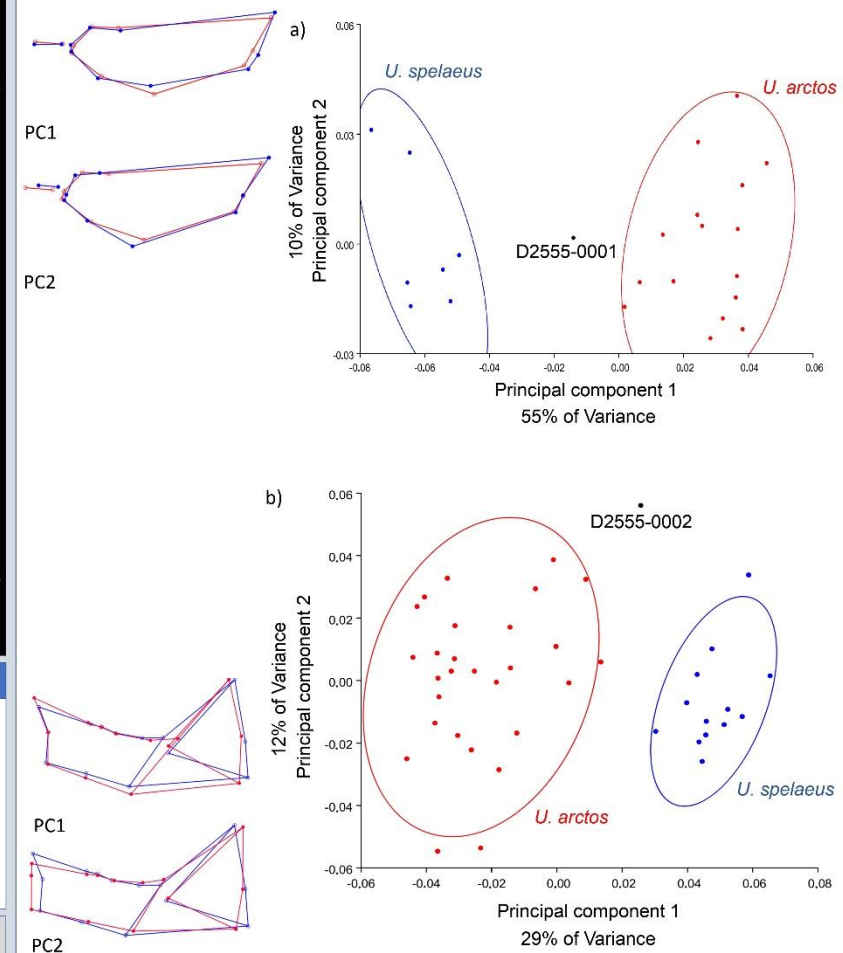 a)
PC1
PC2
U. spelaeus
U. arctos
D2555-0001
10% of Variance
Principal component 2
0.06
0.03
0.00
-0.03
-0.08
-0.06
-0.04
-0.02
0.00
0.02
0.04
0.06
Principal component 1
55% of Variance
b)
PC1
PC2
D2555-0002
U. arctos
U. spelaeus
12% of Variance
Principal component 2
0.06
0.04
0.02
0.00
-0.02
-0.04
-0.06
-0.06
-0.04
-0.02
0.00
0.02
0.04
0.06
0.08
Principal component 1
29% of Variance